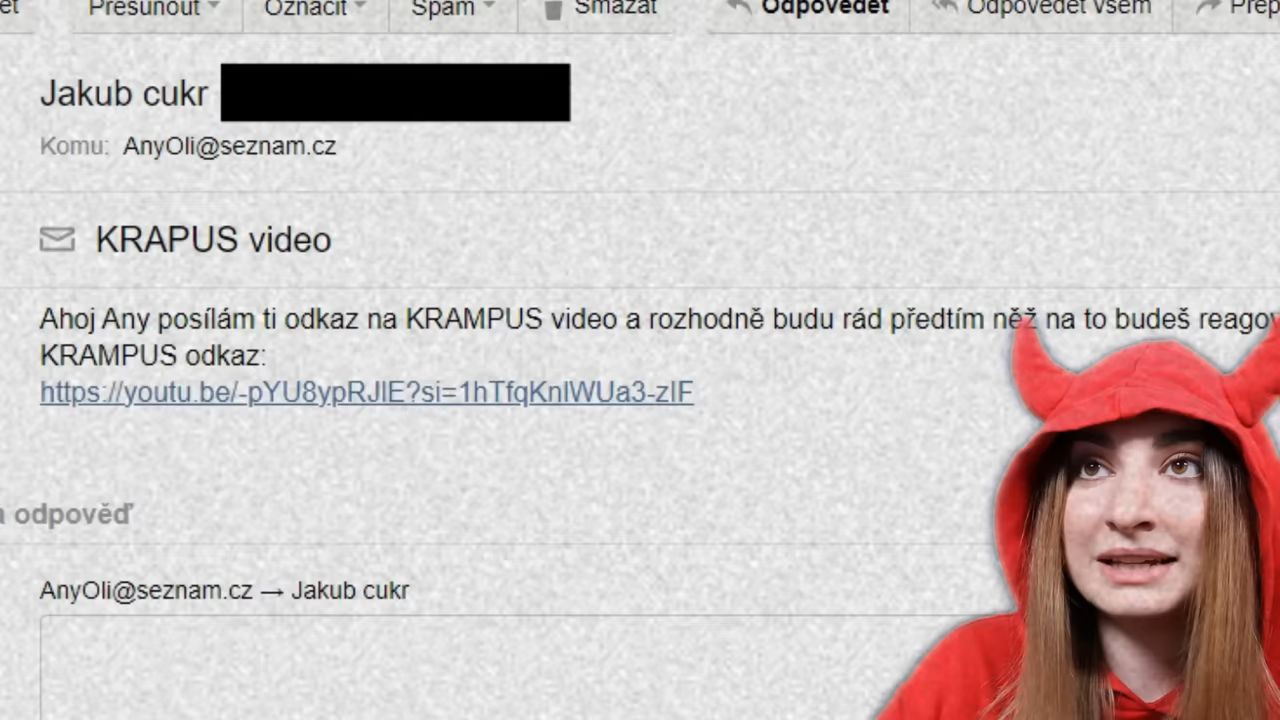 Přesunout Označit Spam Smazat Odpovědět Odpovědět všem
Jakub cukr
Komu: AnyOli@seznam.cz
KRAPUS video
Ahoj Any posílám ti odkaz na KRAMPUS video a rozhodně budu rád předtím něž na to budeš
KRAMPUS odkaz:
https://youtu.be/-pYU8ypRJlE?si=1hTfqKnlWUa3-zlF
odpověď
AnyOli@seznam.cz → Jakub cukr